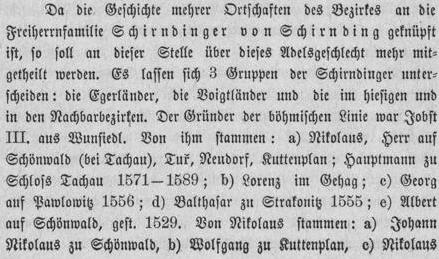 Da die Geschichte mehrer Ortschaften des Bezirkes an die
Freiherrnfamilie Schirndinger von Schirnding geknüpft
ist, so soll an dieser Stelle über dieses Adelsgeschlecht mehr mit-
getheilt werden. Es lassen sich 3 Gruppen der Schirndinger unter-
scheiden: die Egerländer, die Voigtländer und die im hiesigen und
in den Nachbarbezirken. Der Gründer der böhmischen Linie war Jobst
III. aus Wunsiedl. Von ihm stammen: a) Nikolaus, Herr auf
Schönwald (bei Tachau), Tuř, Neudorf, Kuttenplan; Hauptmann zu
Schloss Tachau 1571—1589; b) Lorenz im Gehag; c) Georg
auf Pawlowitz 1556; d) Balthasar zu Strakonitz 1555; e) Albert
auf Schönwald, gest. 1529. Von Nikolaus stammen: a) Johann
Nikolaus zu Schönwald, b) Wolfgang zu Kuttenplan, c) Nikolaus